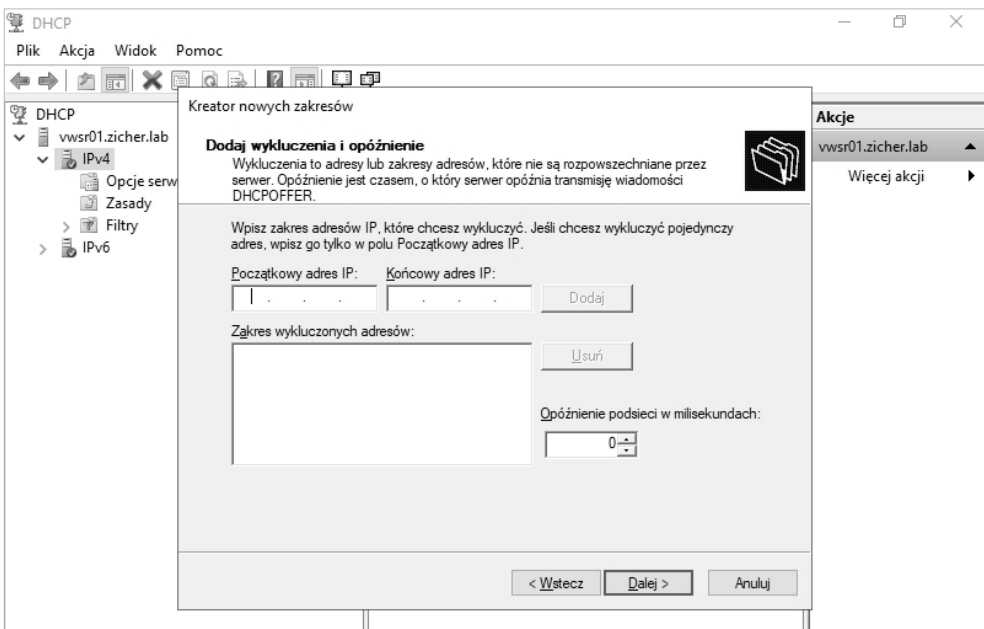 DHCP
Plik Akcja Widok Pomoc
DHCP
vwsr01.zicher.lab
IPv4
Opcje serw
Zasady
Filtry
IPv6
Kreator nowych zakresów
Dodaj wykluczenia i opóźnienie
Wykluczenia to adresy lub zakresy adresów, które nie są rozpowszechniane przez
serwer. Opóźnienie jest czasem, o który serwer opóźnia transmisję wiadomości
DHCPOFFER.
Wpisz zakres adresów IP, które chcesz wykluczyć. Jeśli chcesz wykluczyć pojedynczy
adres, wpisz go tylko w polu Początkowy adres IP.
Początkowy adres IP: Końcowy adres IP:
Dodaj
Zakres wykluczonych adresów:
Usuń
Opóźnienie podsieci w milisekundach:
0
< Wstecz Dalej > Anuluj
Akcje
vwsr01.zicher.lab
Więcej akcji